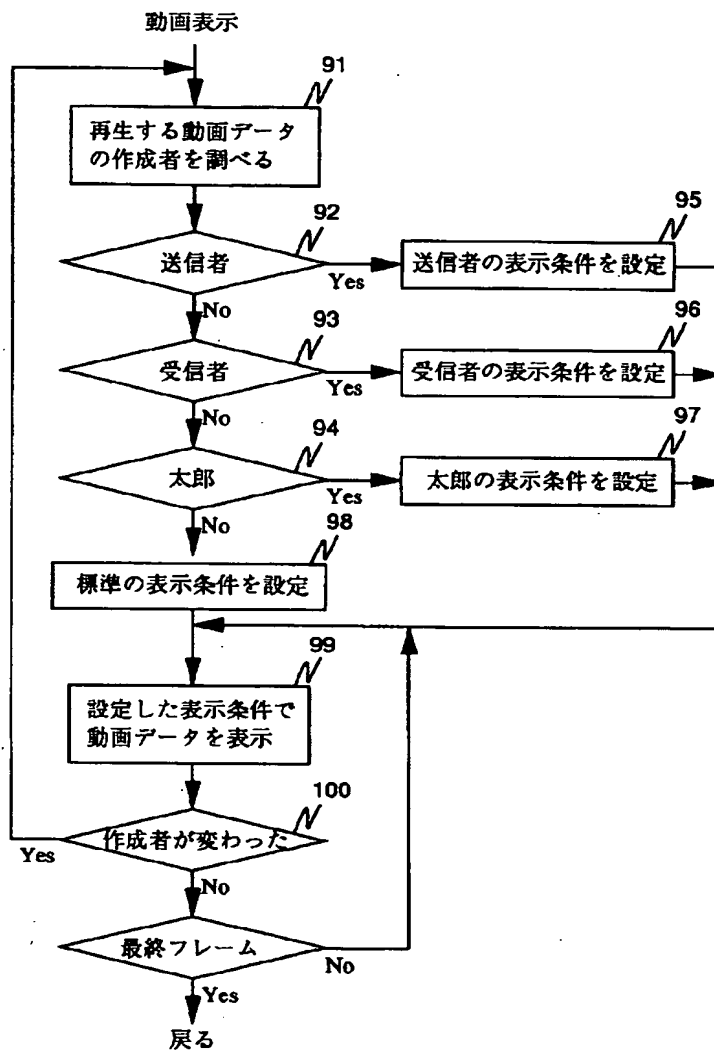 動画表示
91
再生する動画データ
の作成者を調べる
92
送信者
Yes
No
95
送信者の表示条件を設定
93
受信者
Yes
No
96
受信者の表示条件を設定
94
太郎
Yes
No
97
太郎の表示条件を設定
98
標準の表示条件を設定
99
設定した表示条件で
動画データを表示
100
作成者が変わった
Yes
No
最終フレーム
No
Yes
戻る